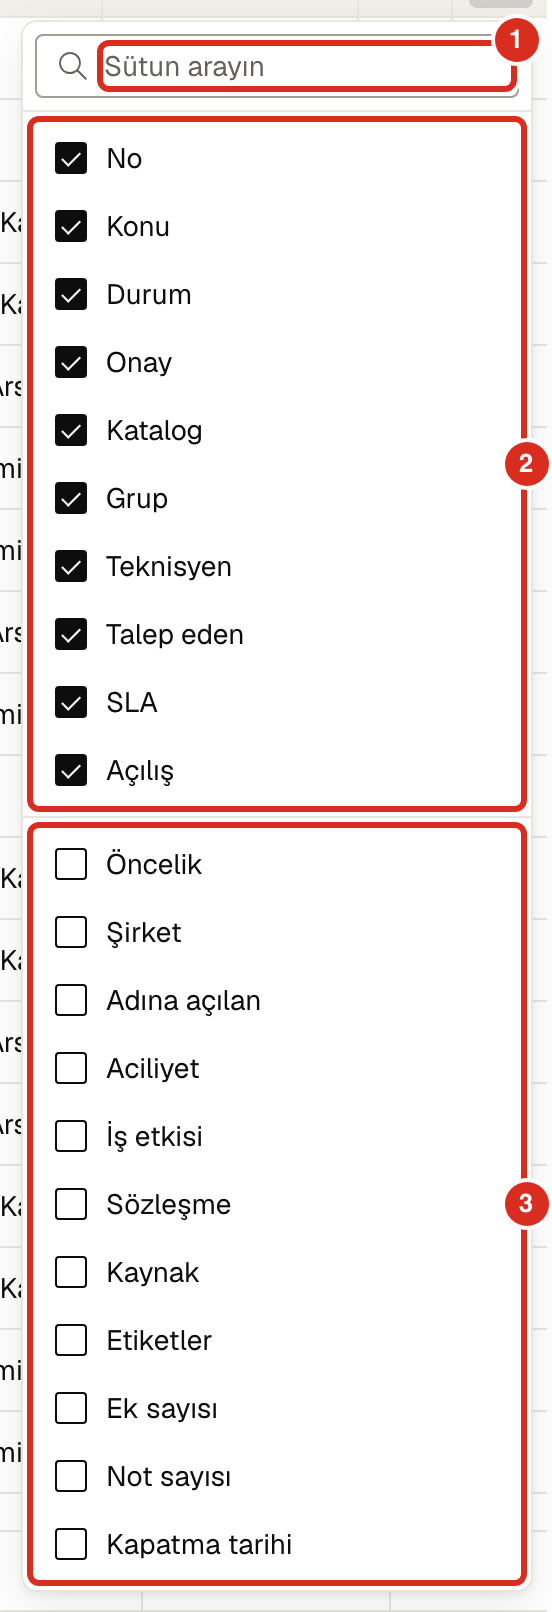 Sütun arayın
1
No
Konu
Durum
Onay
Katalog
2
Grup
Teknisyen
Talep eden
SLA
Açılış
Öncelik
Şirket
Adına açılan
Aciliyet
İş etkisi
Sözleşme
3
Kaynak
Etiketler
Ek sayısı
Not sayısı
Kapatma tarihi